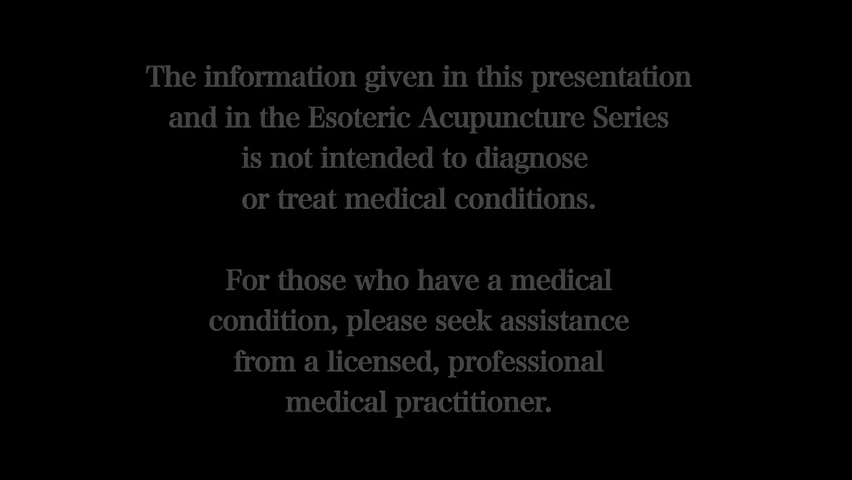 The information given in this presentation
and in the Esoteric Acupuncture Series
is not intended to diagnose
or treat medical conditions.
For those who have a medical
condition, please seek assistance
from a licensed, professional
medical practitioner.